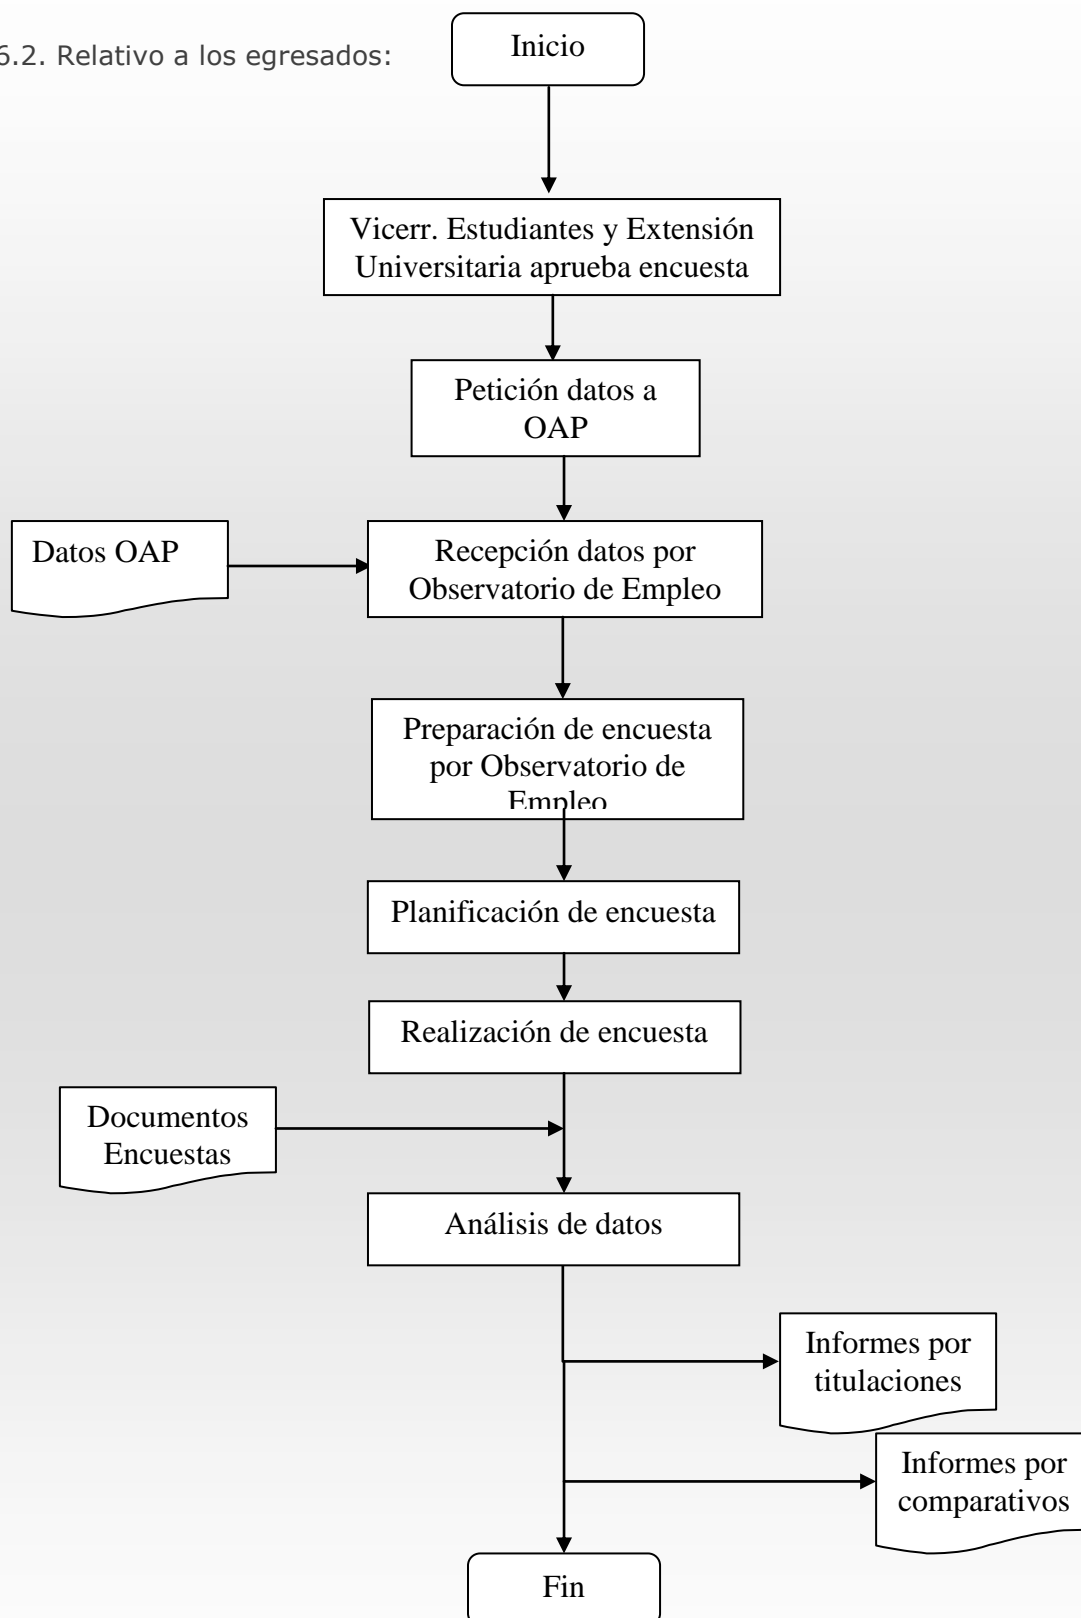 6.2. Relativo a los egresados:
Inicio
Vicerr. Estudiantes y Extensión
Universitaria aprueba encuesta
Petición datos a
OAP
Datos OAP
Recepción datos por
Observatorio de Empleo
Preparación de encuesta
por Observatorio de
Empleo
Planificación de encuesta
Realización de encuesta
Documentos
Encuestas
Análisis de datos
Informes por
titulaciones
Informes por
comparativos
Fin